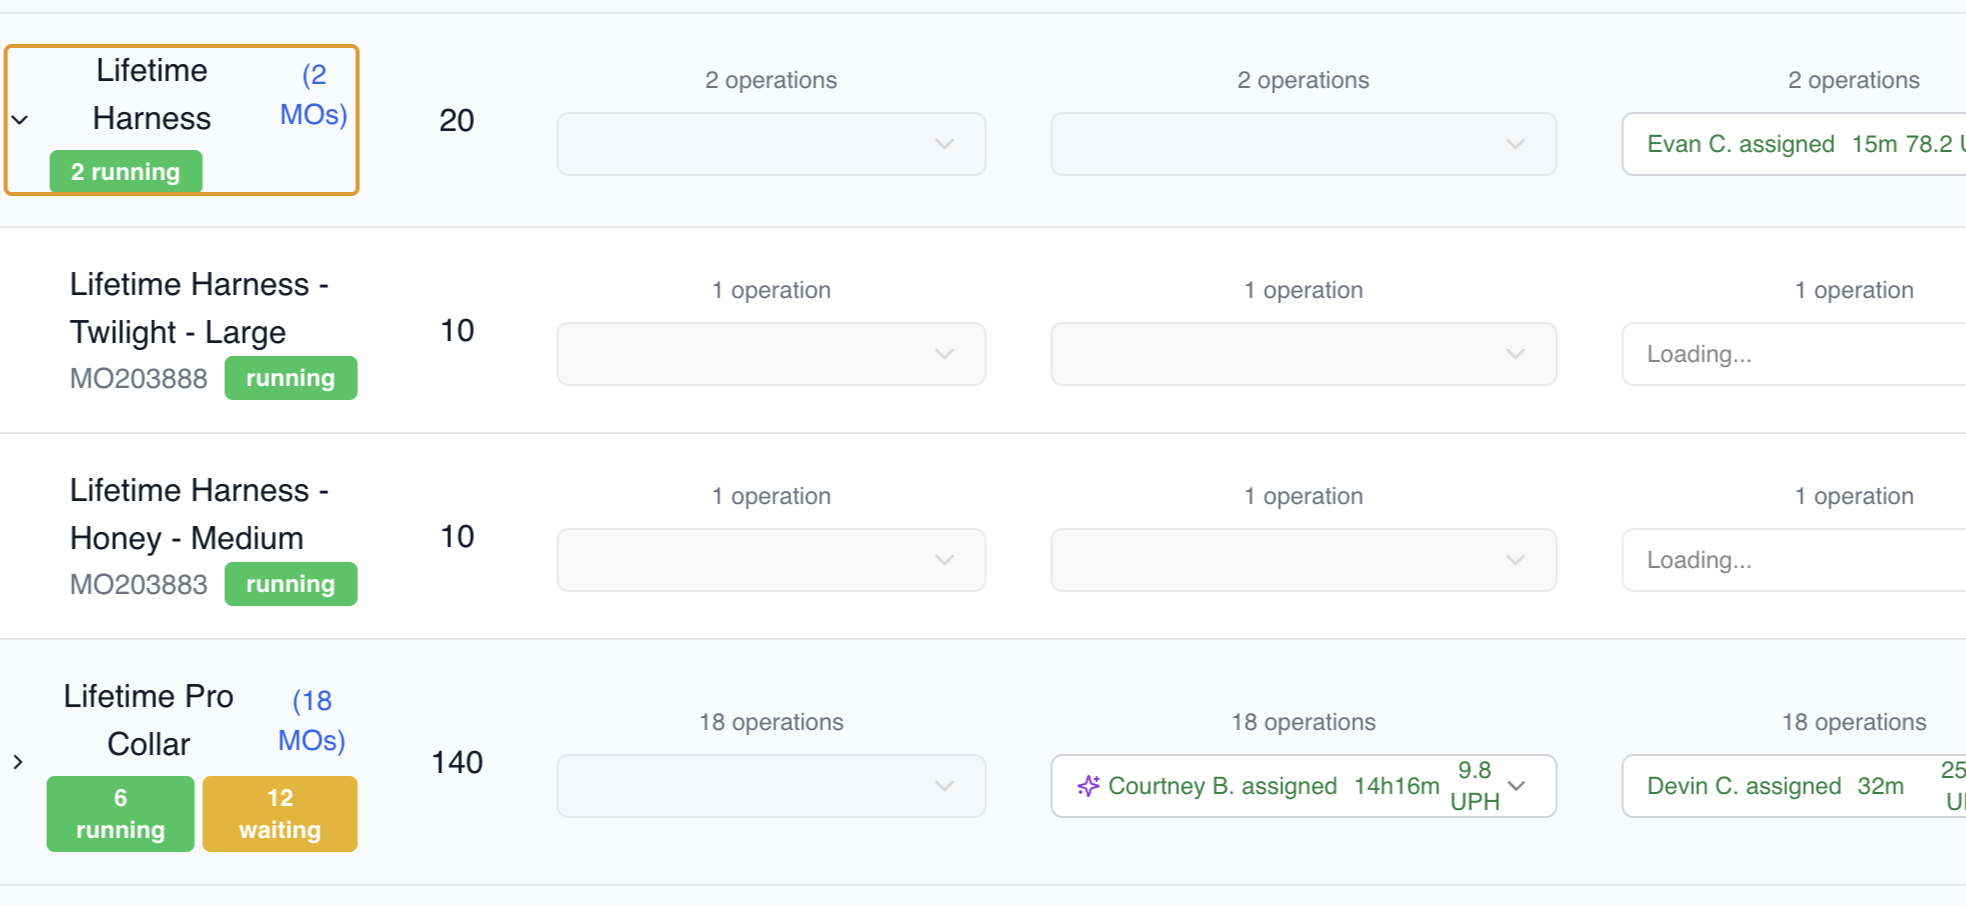 Lifetime Harness (2 MOs)
2 running
20
2 operations
2 operations
2 operations
Evan C. assigned 15m 78.2
Lifetime Harness -
Twilight - Large
MO203888 running
10
1 operation
1 operation
1 operation
Loading...
Lifetime Harness -
Honey - Medium
MO203883 running
10
1 operation
1 operation
1 operation
Loading...
Lifetime Pro Collar (18 MOs)
6 running
12 waiting
140
18 operations
18 operations
Courtney B. assigned 14h16m 9.8 UPH
18 operations
Devin C. assigned 32m